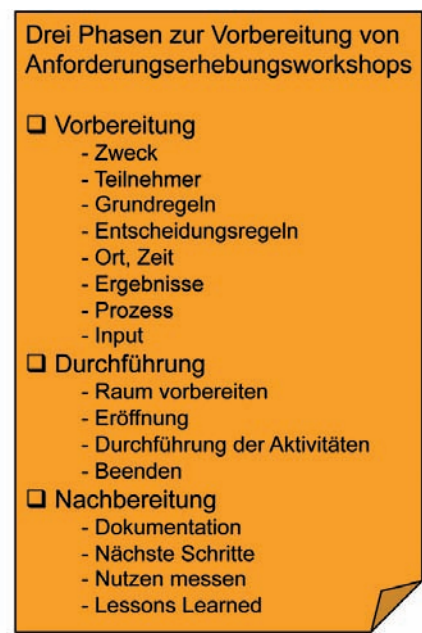 Drei Phasen zur Vorbereitung von
Anforderungserhebungsworkshops
❑ Vorbereitung
- Zweck
- Teilnehmer
- Grundregeln
- Entscheidungsregeln
- Ort, Zeit
- Ergebnisse
- Prozess
- Input
❑ Durchführung
- Raum vorbereiten
- Eröffnung
- Durchführung der Aktivitäten
- Beenden
❑ Nachbereitung
- Dokumentation
- Nächste Schritte
- Nutzen messen
- Lessons Learned